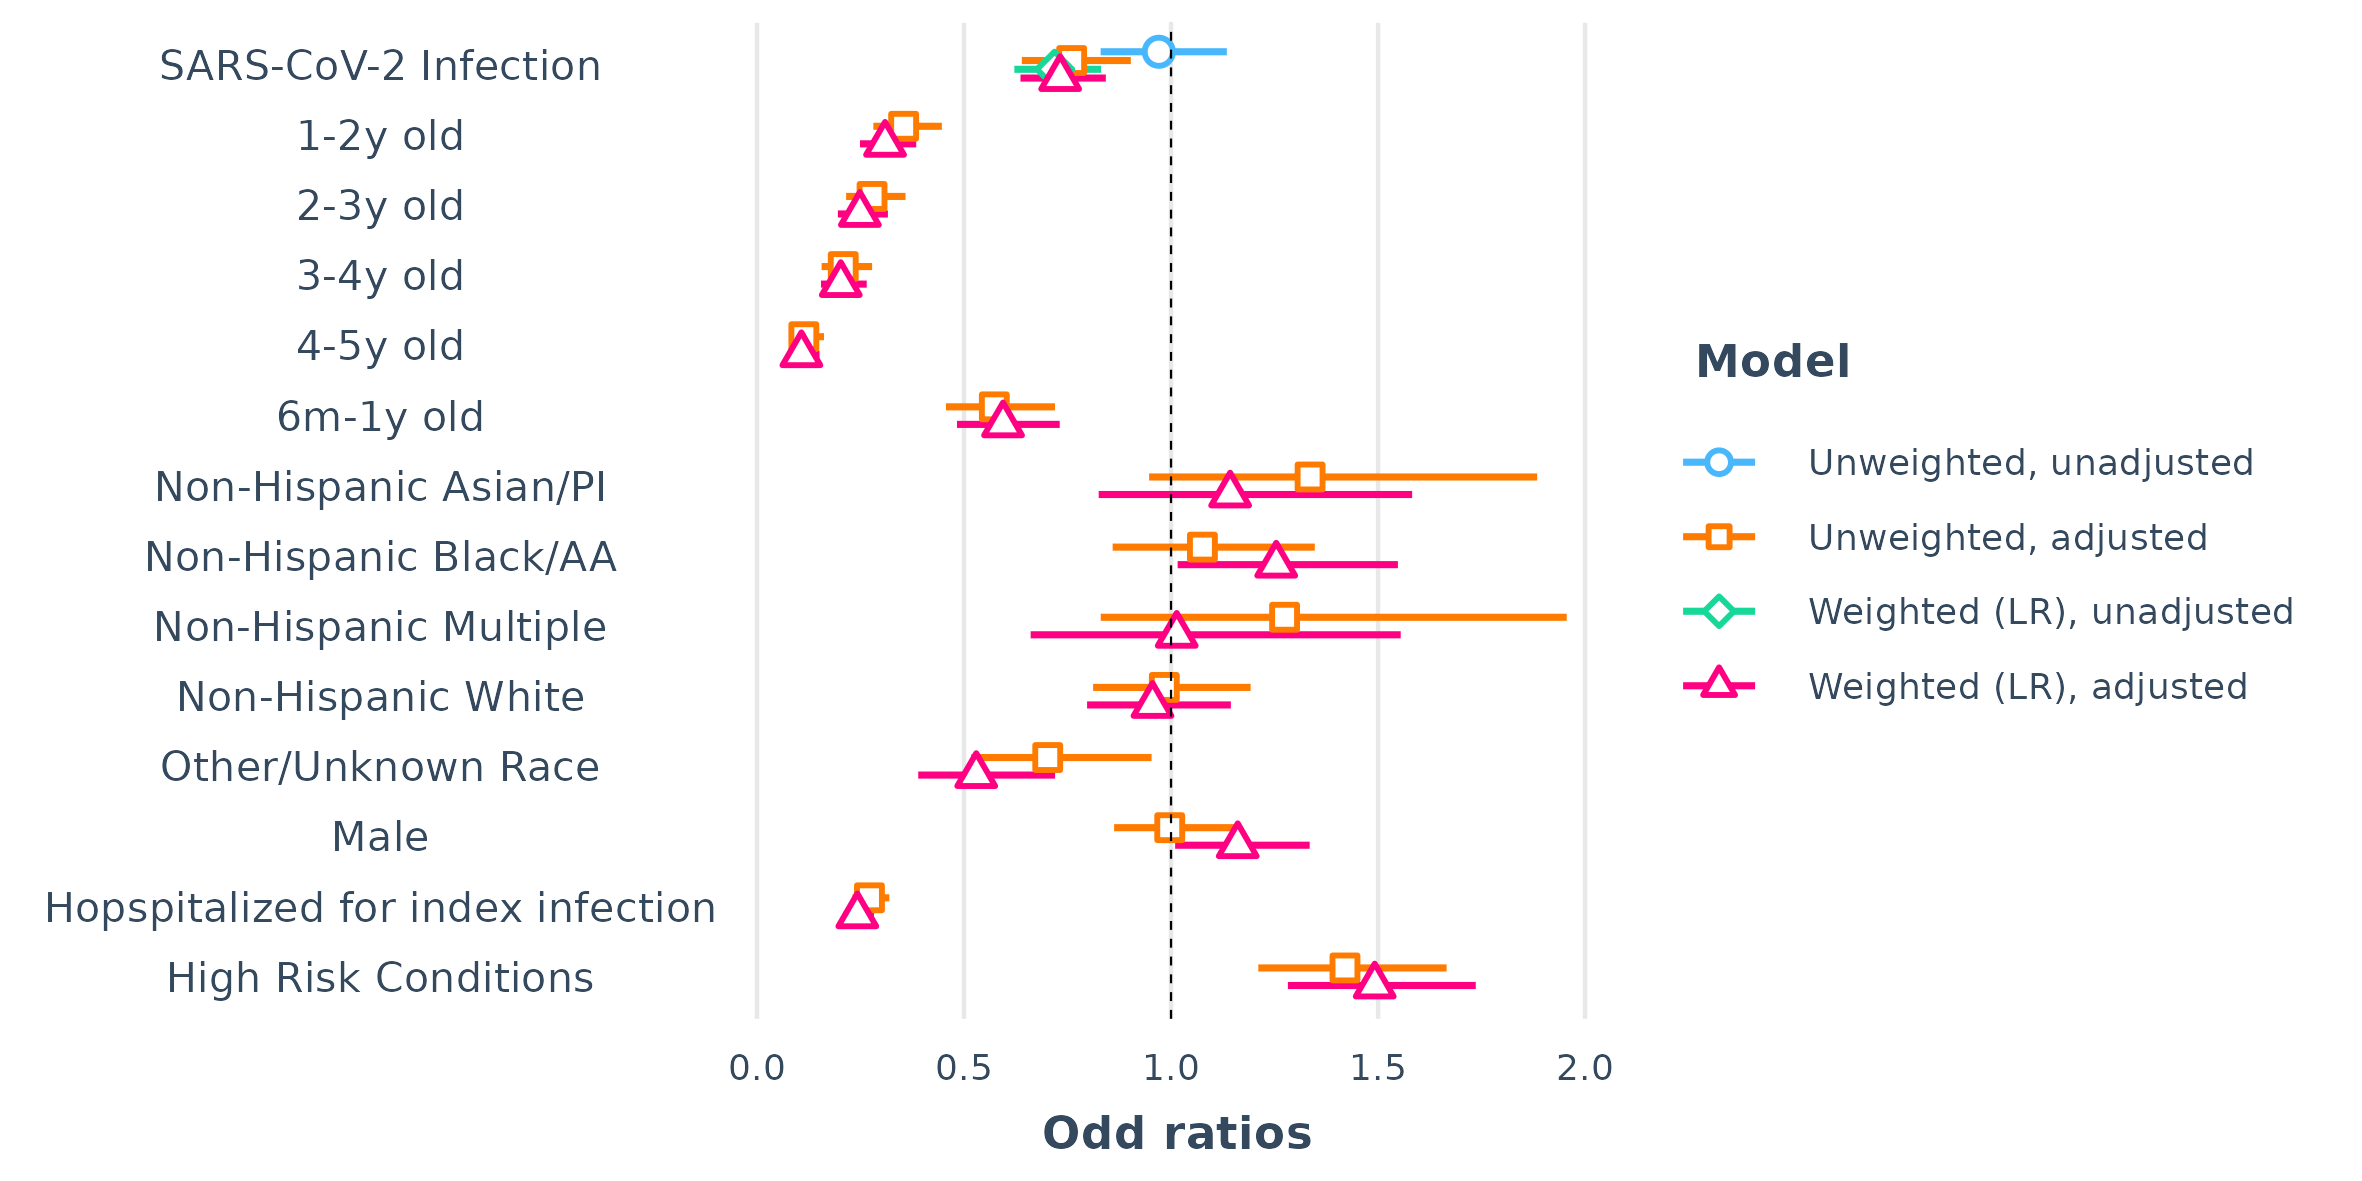 SARS-CoV-2 Infection
1-2y old
2-3y old
3-4y old
4-5y old
6m-1y old
Non-Hispanic Asian/PI
Non-Hispanic Black/AA
Non-Hispanic Multiple
Non-Hispanic White
Other/Unknown Race
Male
Hopspitalized for index infection
High Risk Conditions
0.0 0.5 1.0 1.5 2.0
Odd ratios
Model
Unweighted, unadjusted
Unweighted, adjusted
Weighted (LR), unadjusted
Weighted (LR), adjusted